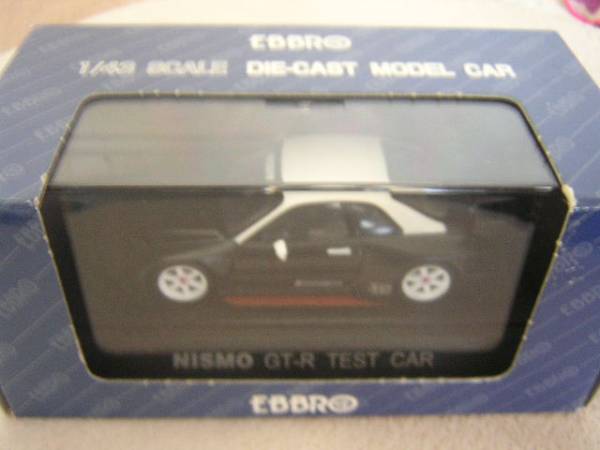 EBBRO
1/43 SCALE DIE-CAST MODEL CAR
NISMO GT-R TEST CAR
EBBRO